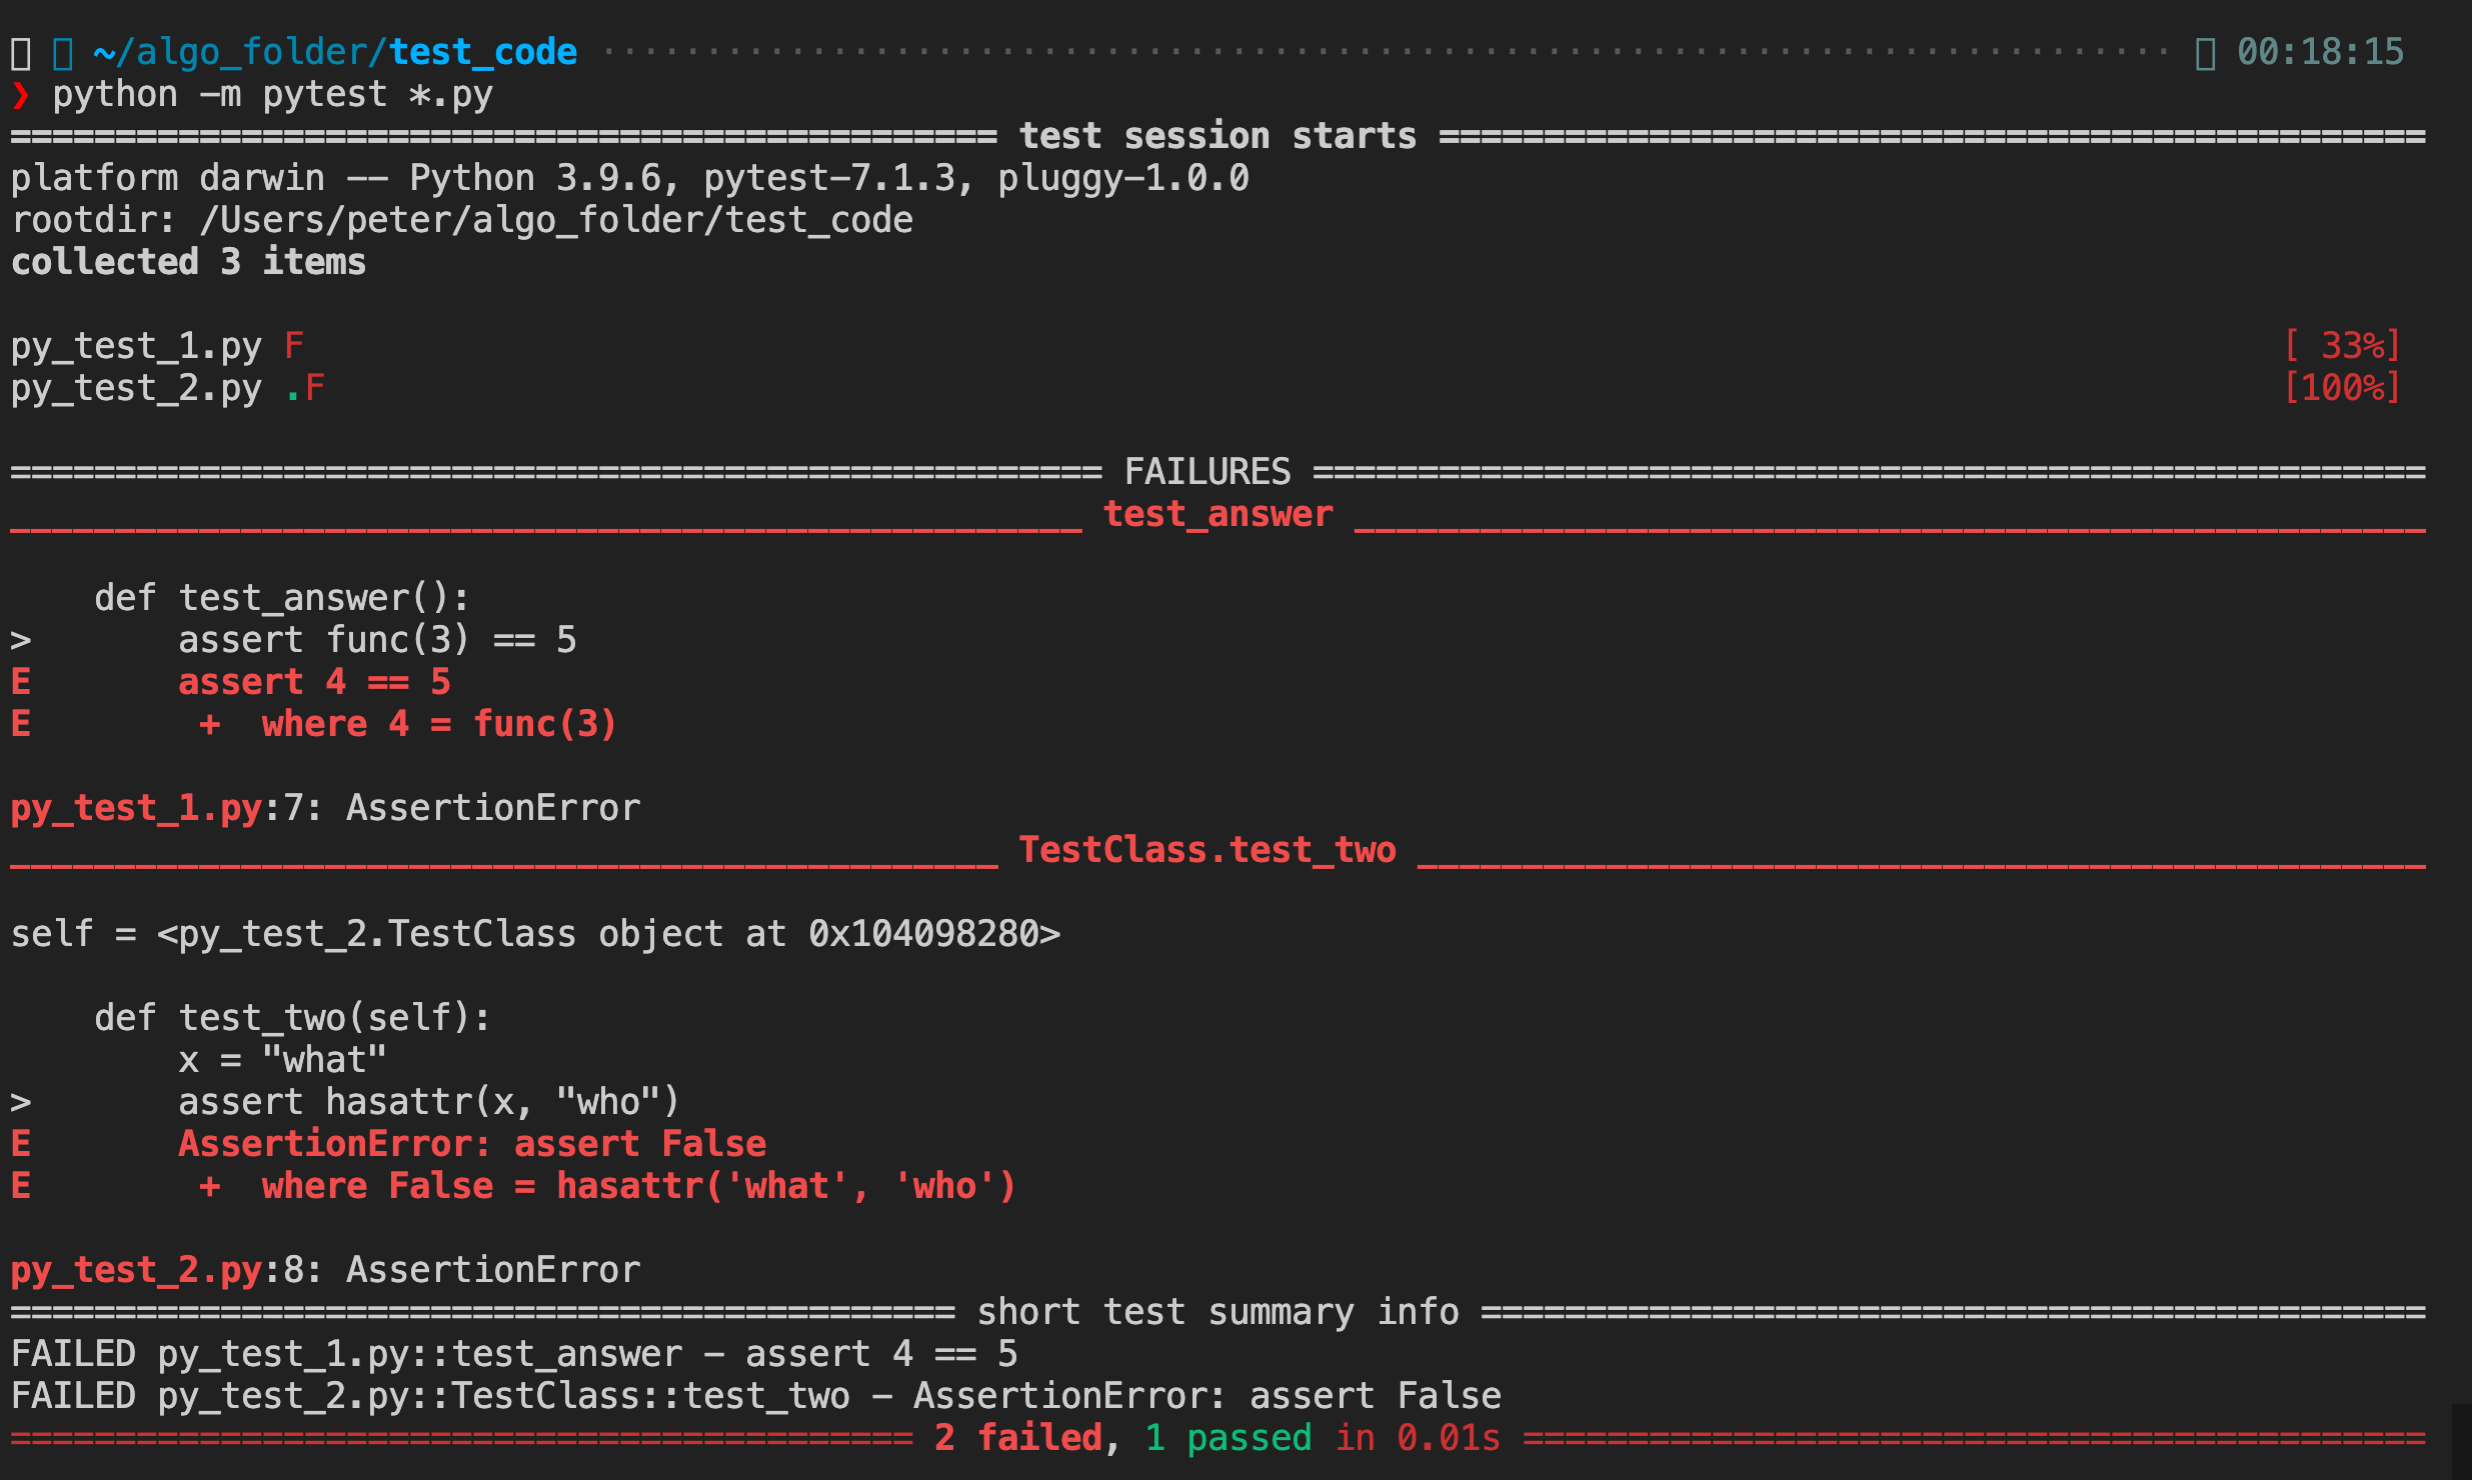 ~/algo_folder/test_code ·········································································· 00:18:15
❯ python -m pytest *.py
=============================================== test session starts ===============================================
platform darwin -- Python 3.9.6, pytest-7.1.3, pluggy-1.0.0
rootdir: /Users/peter/algo_folder/test_code
collected 3 items

py_test_1.py F                                                                                              [ 33%]
py_test_2.py .F                                                                                             [100%]

==================================================== FAILURES =====================================================
___________________________________________________ test_answer ___________________________________________________

    def test_answer():
>       assert func(3) == 5
E       assert 4 == 5
E        +  where 4 = func(3)

py_test_1.py:7: AssertionError
_______________________________________________ TestClass.test_two ________________________________________________

self = <py_test_2.TestClass object at 0x104098280>

    def test_two(self):
        x = "what"
>       assert hasattr(x, "who")
E       AssertionError: assert False
E        +  where False = hasattr('what', 'who')

py_test_2.py:8: AssertionError
============================================= short test summary info =============================================
FAILED py_test_1.py::test_answer - assert 4 == 5
FAILED py_test_2.py::TestClass::test_two - AssertionError: assert False
=========================================== 2 failed, 1 passed in 0.01s ===========================================